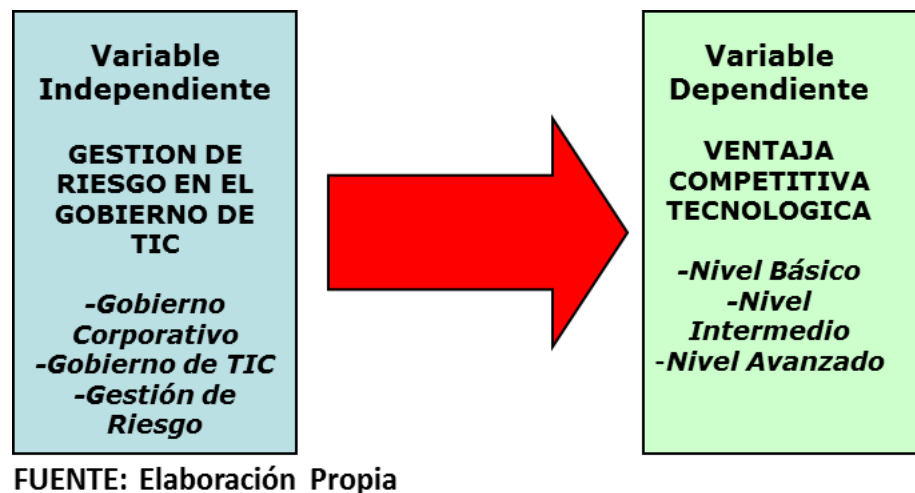 Variable
Independiente
GESTION DE
RIESGO EN EL
GOBIERNO DE
TIC
-Gobierno
Corporativo
-Gobierno de TIC
-Gestión de
Riesgo
Variable
Dependiente
VENTAJA
COMPETITIVA
TECNOLOGICA
-Nivel Básico
-Nivel
Intermedio
-Nivel Avanzado
FUENTE: Elaboración Propia